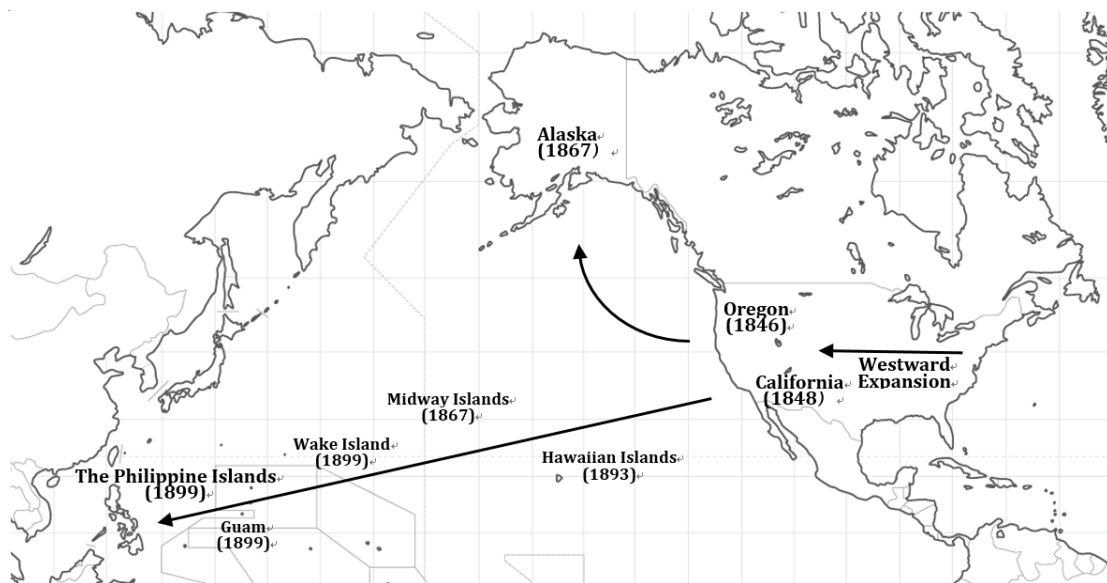 Alaska
(1867)
Oregon
(1846)
Westward
Expansion
California
(1848)
Midway Islands
(1867)
Wake Island
(1899)
Hawaiian Islands
(1893)
The Philippine Islands
(1899)
Guam
(1899)